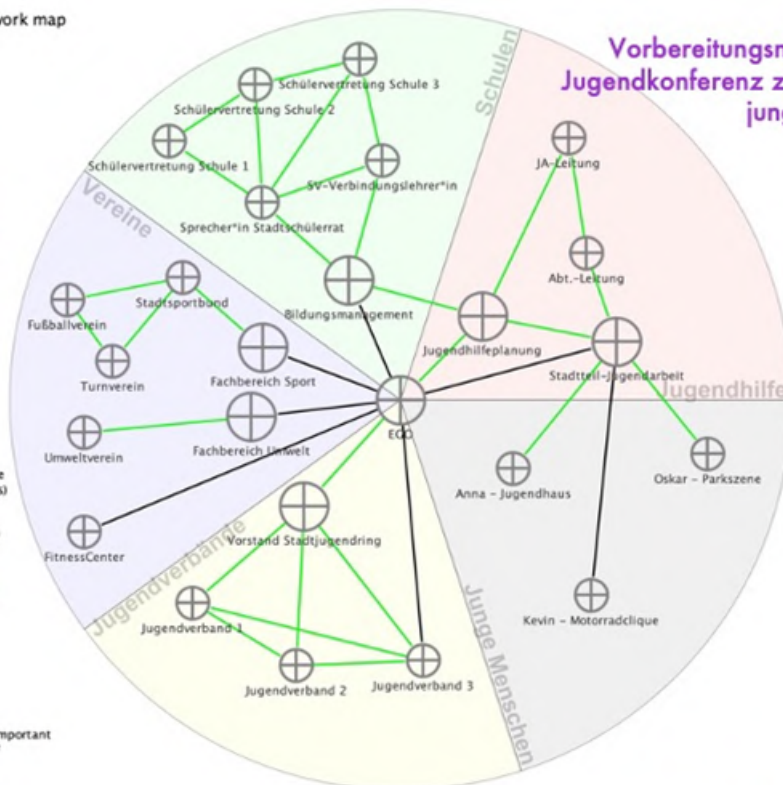 work map
Vorbereitungsm
Jugendkonferenz z
jung
Schulen
Schülervertretung Schule 3
Schülervertretung Schule 2
Schülervertretung Schule 1
SV-Verbindungslehrer*in
Sprecher*in Stadtschülerrat
Bildungsmanagement
JA-Leitung
Abt.-Leitung
Jugendhilfeplanung
Stadtteil-Jugendarbeit
Jugendhilfe
Vereine
Stadtsportbund
Fußballverein
Turnverein
Fachbereich Sport
Fachbereich Umwelt
Umweltverein
FitnessCenter
EGO
Anna - Jugendhaus
Oskar - Parkszene
Kevin - Motorradclique
Junge Menschen
Jugendverbände
Vorstand Stadtjugendring
Jugendverband 1
Jugendverband 2
Jugendverband 3
mportant